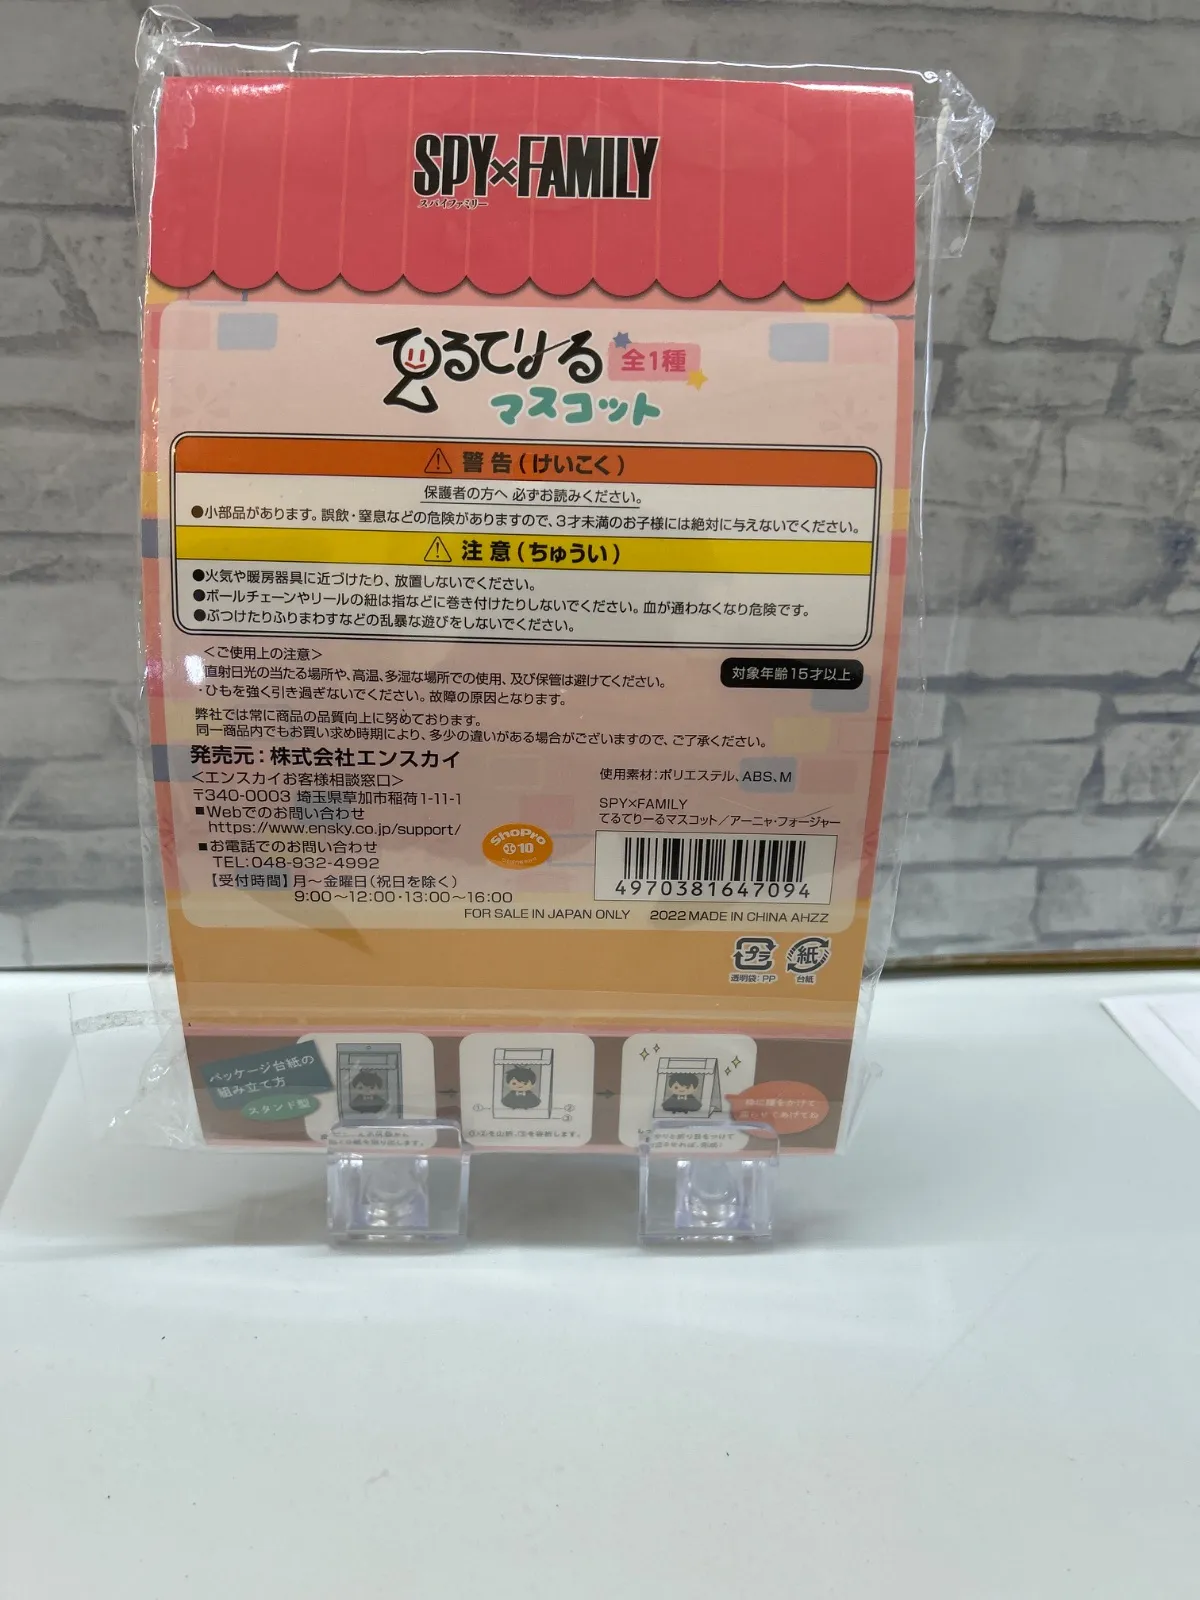 SPY×FAMILY
スパイファミリー
てるてりーる
全1種
マスコット
警告(けいこく)
保護者の方へ 必ずお読みください。
●小部品があります。誤飲・窒息などの危険がありますので、3才未満のお子様には絶対に与えないでください。
注意(ちゅうい)
●火気や暖房器具に近づけたり、放置しないでください。
●ボールチェーンやリールの紐は指などに巻き付けたりしないでください。血が通わなくなり危険です。
●ぶつけたりふりまわすなどの乱暴な遊びをしないでください。
<ご使用上の注意>
直射日光の当たる場所や、高温、多湿な場所での使用、及び保管は避けてください。
・ひもを強く引き過ぎないでください。故障の原因となります。
対象年齢15才以上
弊社では常に商品の品質向上に努めております。
同一商品内でもお買い求め時期により、多少の違いがある場合がございますので、ご了承ください。
発売元:株式会社エンスカイ
<エンスカイお客様相談窓口>
〒340-0003 埼玉県草加市稲荷1-11-1
■Webでのお問い合わせ
https://www.ensky.co.jp/support/
■お電話でのお問い合わせ
TEL:048-932-4992
【受付時間】月~金曜日(祝日を除く)
9:00~12:00・13:00~16:00
使用素材:ポリエステル、ABS、M
SPY×FAMILY
てるてりーるマスコット/アーニャ・フォージャー
ShoPro
10
4970381647094
FOR SALE IN JAPAN ONLY 2022 MADE IN CHINA AHZZ
プラ
透明袋:PP
紙
台紙
パッケージ台紙の
組み立て方
スタンド型
①
②
③